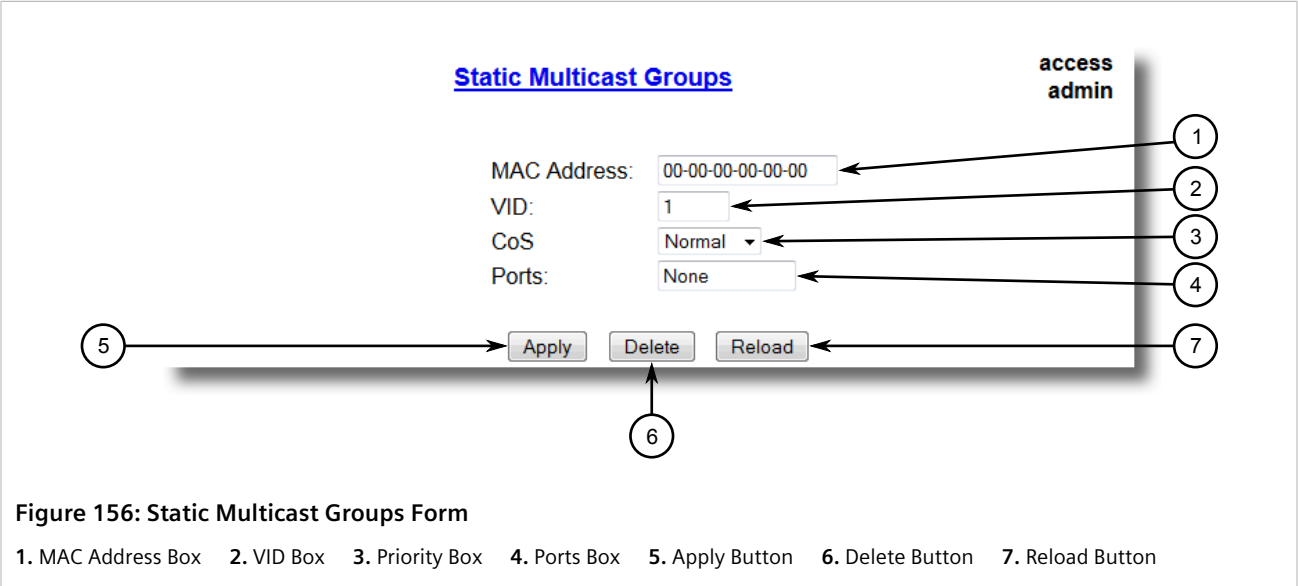 Static Multicast Groups
access
admin
1
MAC Address: 00-00-00-00-00-00
2
VID: 1
CoS Normal
3
Ports: None
4
5
Apply Delete Reload
7
6
Figure 156: Static Multicast Groups Form
1. MAC Address Box 2. VID Box 3. Priority Box 4. Ports Box 5. Apply Button 6. Delete Button 7. Reload Button